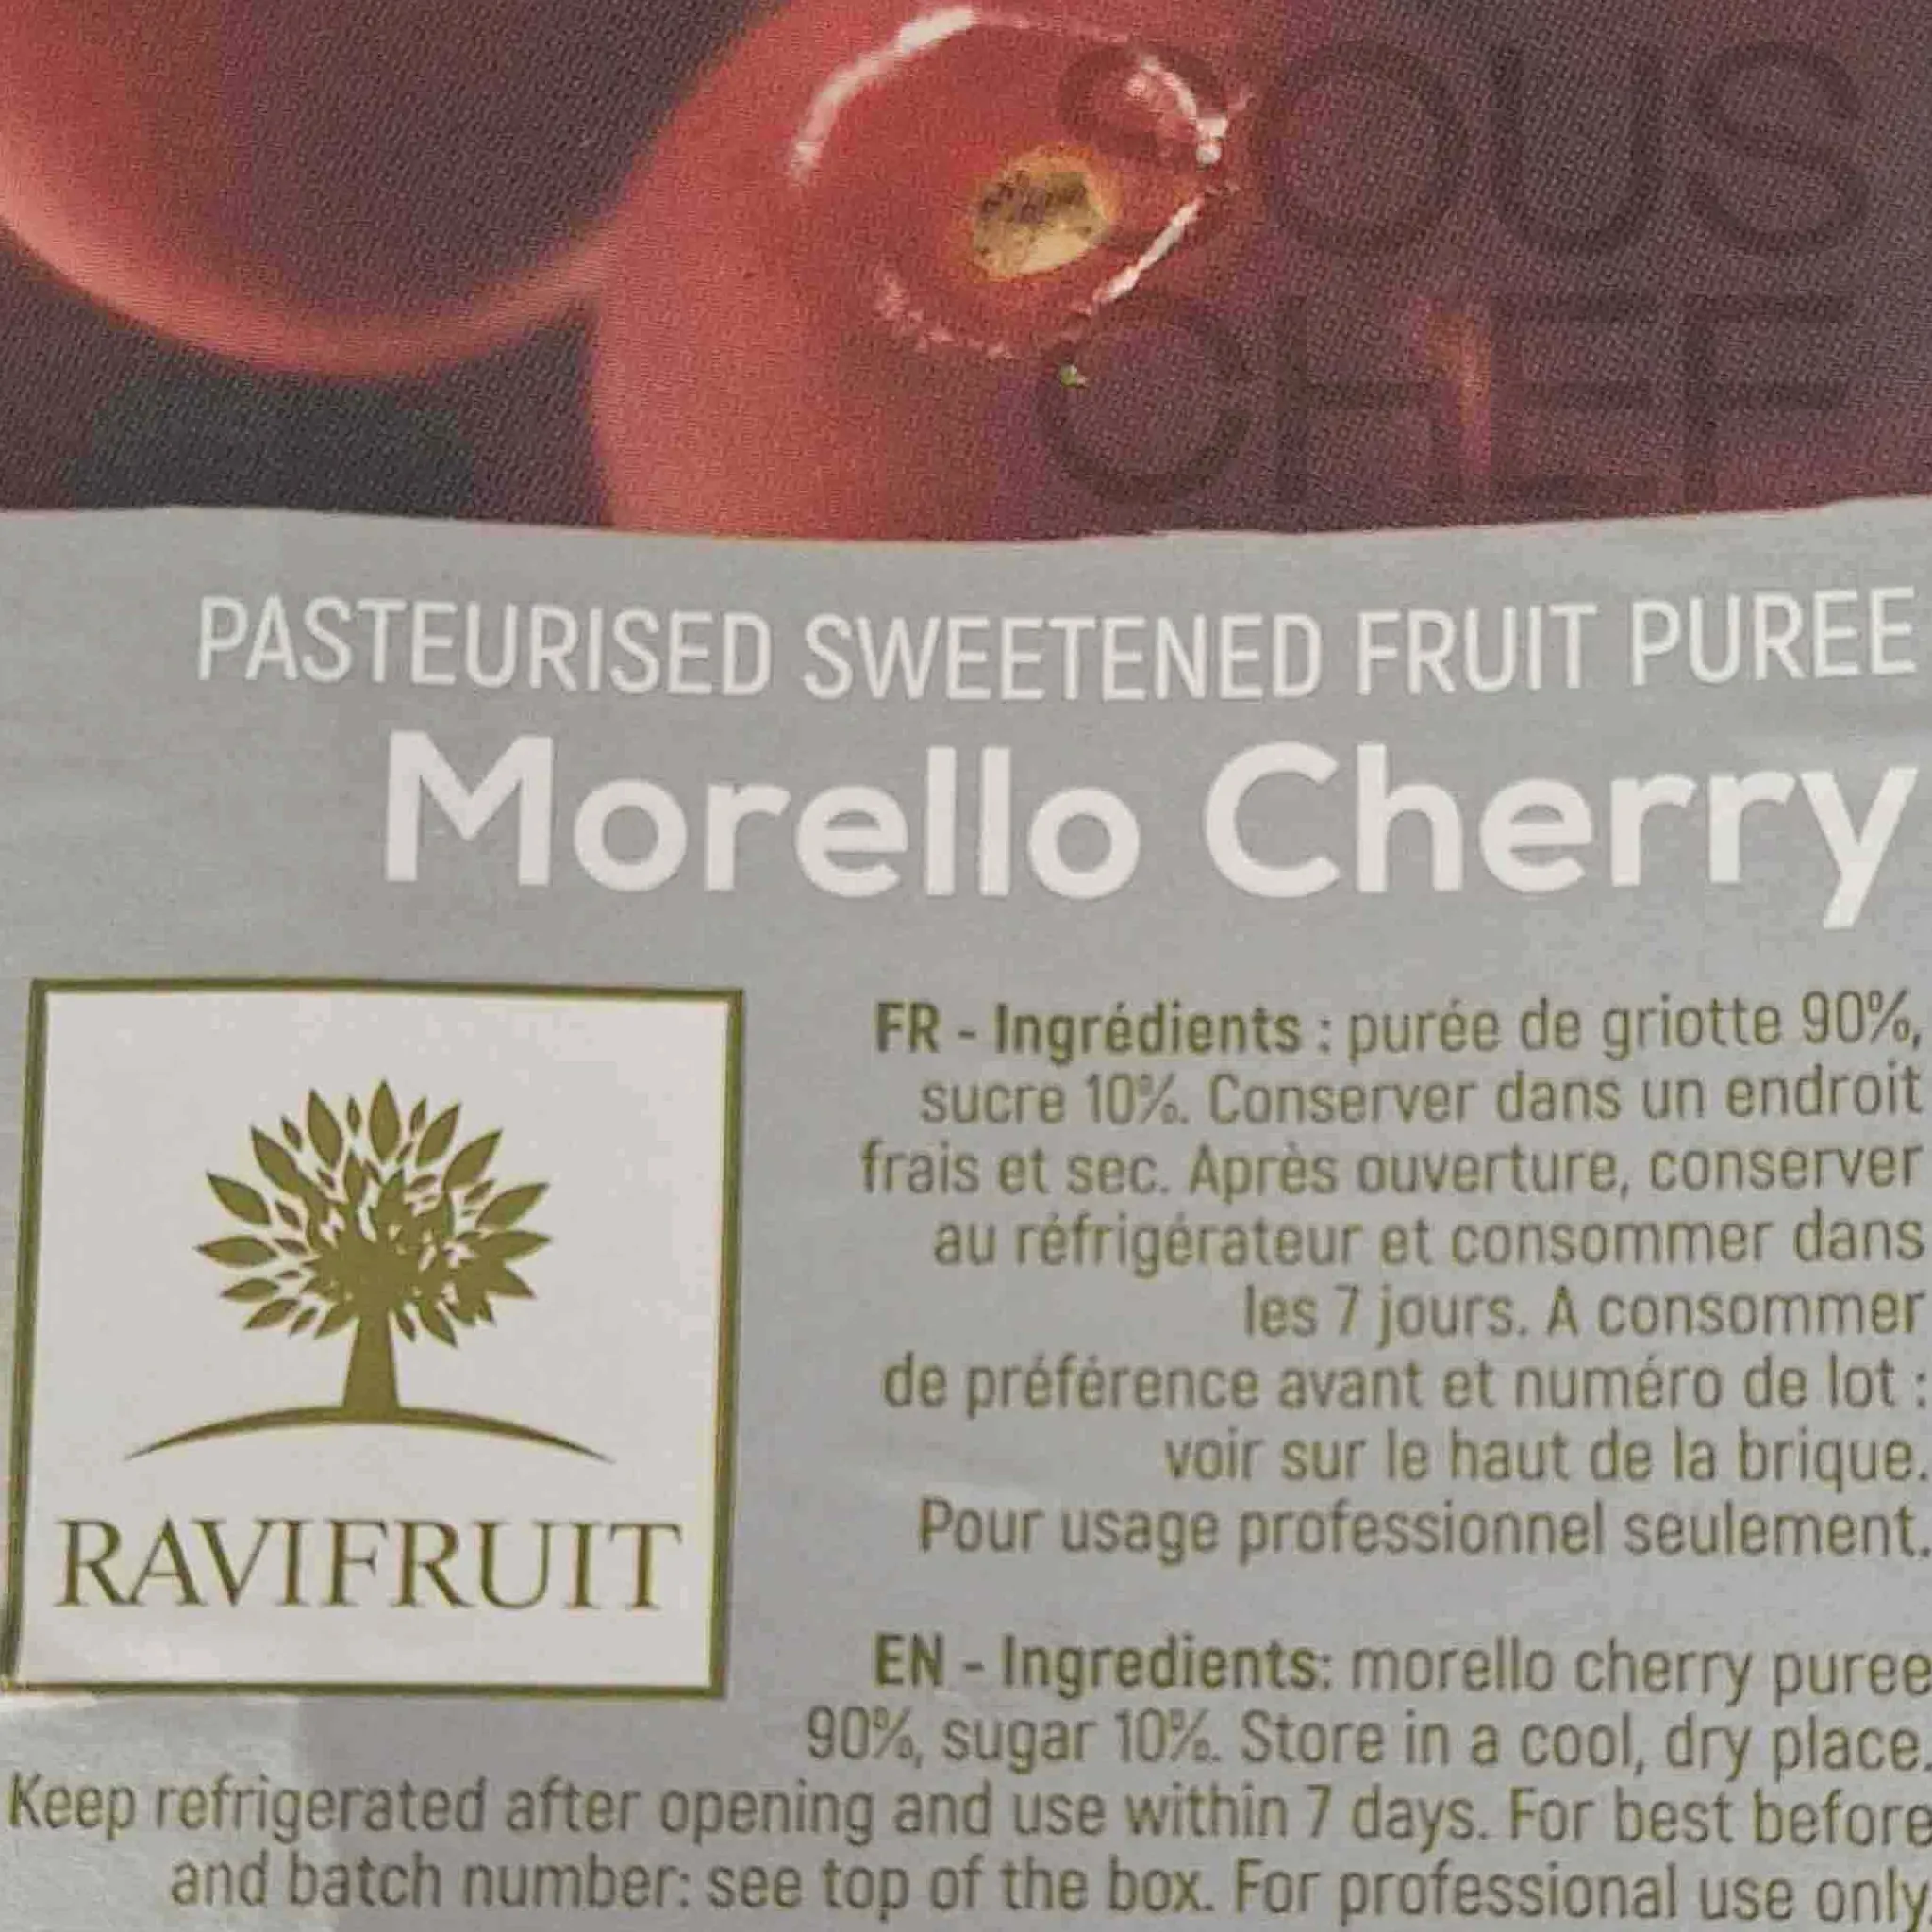 SOUS
CHEF
PASTEURISED SWEETENED FRUIT PUREE
Morello Cherry
RAVIFRUIT
FR - Ingrédients : purée de griotte 90%,
sucre 10%. Conserver dans un endroit
frais et sec. Après ouverture, conserver
au réfrigérateur et consommer dans
les 7 jours. A consommer
de préférence avant et numéro de lot :
voir sur le haut de la brique.
Pour usage professionnel seulement.
EN - Ingredients: morello cherry puree
90%, sugar 10%. Store in a cool, dry place.
Keep refrigerated after opening and use within 7 days. For best before
and batch number: see top of the box. For professional use only